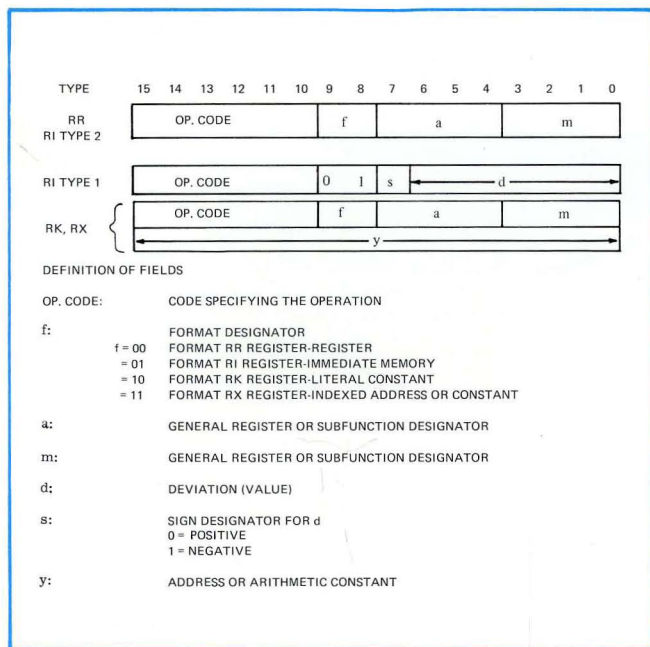 TYPE 15 14 13 12 11 10 9 8 7 6 5 4 3 2 1 0
RR
RI TYPE 2
OP. CODE f a m
RI TYPE 1 OP. CODE 0 1 s d
RK, RX OP. CODE f a m
y
DEFINITION OF FIELDS
OP. CODE: CODE SPECIFYING THE OPERATION
f: FORMAT DESIGNATOR
f = 00 FORMAT RR REGISTER-REGISTER
= 01 FORMAT RI REGISTER-IMMEDIATE MEMORY
= 10 FORMAT RK REGISTER-LITERAL CONSTANT
= 11 FORMAT RX REGISTER-INDEXED ADDRESS OR CONSTANT
a: GENERAL REGISTER OR SUBFUNCTION DESIGNATOR
m: GENERAL REGISTER OR SUBFUNCTION DESIGNATOR
d: DEVIATION (VALUE)
s: SIGN DESIGNATOR FOR d
0 = POSITIVE
1 = NEGATIVE
y: ADDRESS OR ARITHMETIC CONSTANT